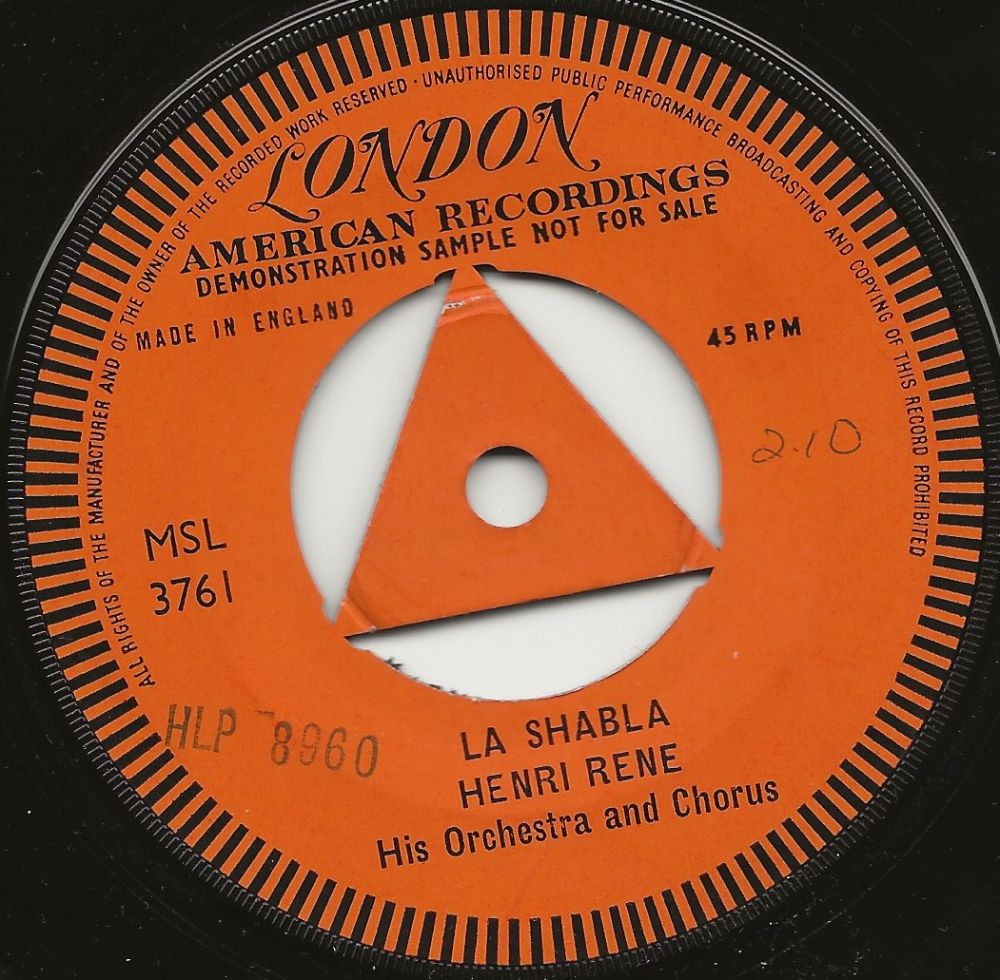 ALL RIGHTS OF THE MANUFACTURER AND OF THE OWNER OF THE RECORDED WORK RESERVED · UNAUTHORISED PUBLIC PERFORMANCE BROADCASTING AND COPYING OF THIS RECORD PROHIBITED
LONDON
AMERICAN RECORDINGS
DEMONSTRATION SAMPLE NOT FOR SALE
MADE IN ENGLAND
45 RPM
2.10
MSL
3761
HLP 8960
LA SHABLA
HENRI RENE
His Orchestra and Chorus